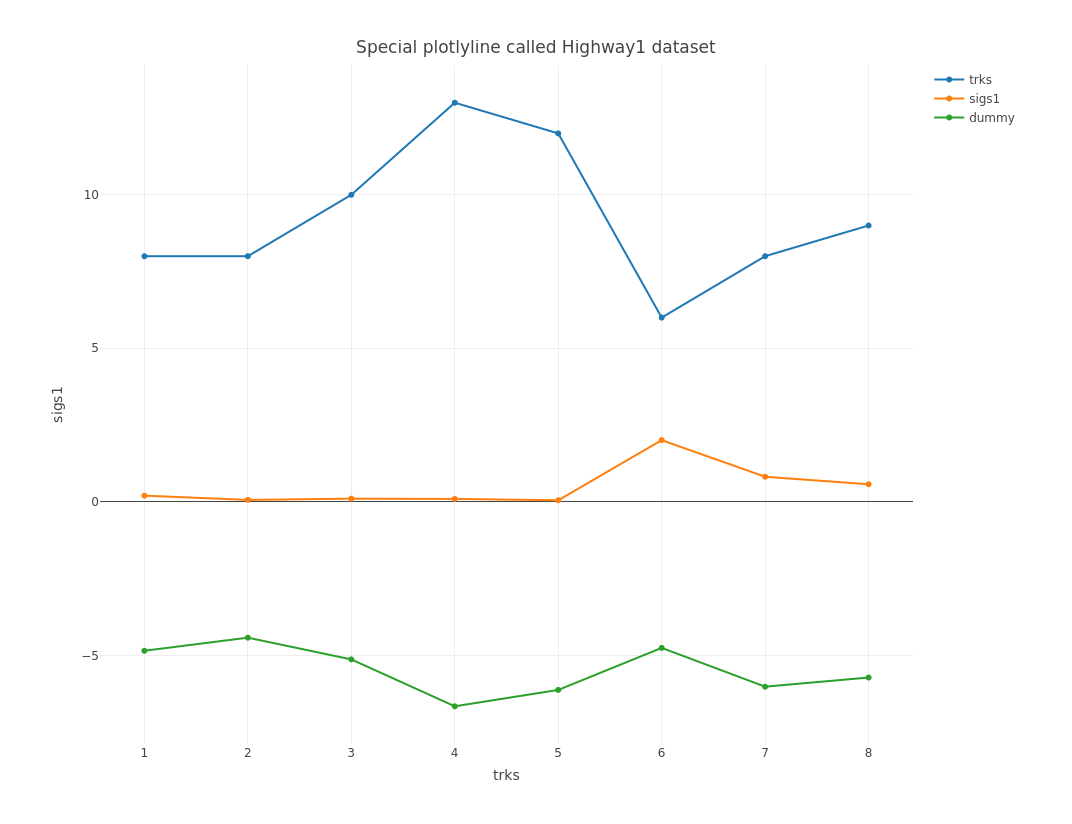 Special plotlyline called Highway1 dataset
trks
sigs1
dummy
10
5
0
−5
sigs1
1 2 3 4 5 6 7 8
trks